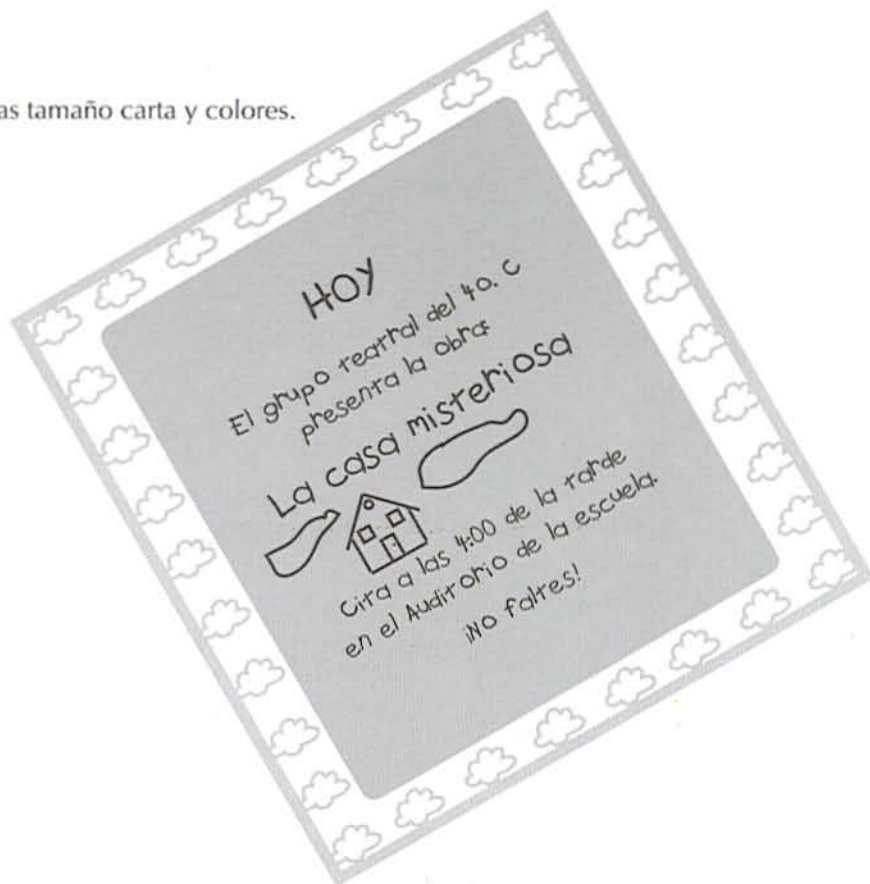 as tamaño carta y colores.
HOY
El grupo teatral del 4o. C
presenta la obra:
La casa misteriosa
Cita a las 4:00 de la tarde
en el Auditorio de la escuela.
¡No faltes!